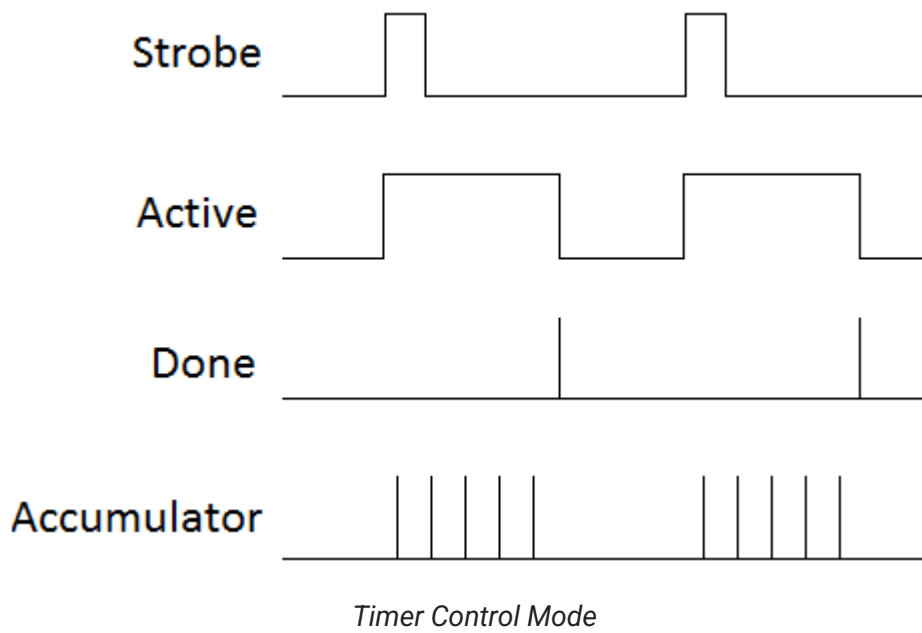 Strobe
Active
Done
Accumulator
Timer Control Mode